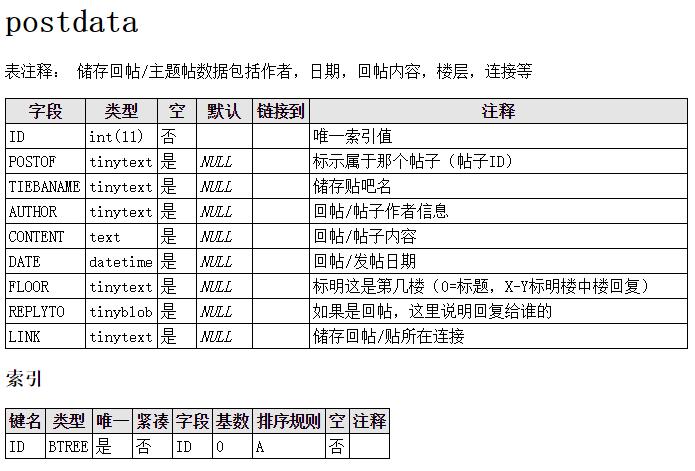 postdata
表注释： 储存回帖/主题帖数据包括作者，日期，回帖内容，楼层，连接等
字段 类型 空 默认 链接到 注释
ID int(11) 否 唯一索引值
POSTOF tinytext 是 NULL 标示属于那个帖子（帖子ID）
TIEBANAME tinytext 是 NULL 储存贴吧名
AUTHOR tinytext 是 NULL 回帖/帖子作者信息
CONTENT text 是 NULL 回帖/帖子内容
DATE datetime 是 NULL 回帖/发帖日期
FLOOR tinytext 是 NULL 标明这是第几楼（0=标题，X-Y标明楼中楼回复）
REPLYTO tinyblob 是 NULL 如果是回帖，这里说明回复给谁的
LINK tinytext 是 NULL 储存回帖/贴所在连接
索引
键名 类型 唯一 紧凑 字段 基数 排序规则 空 注释
ID BTREE 是 否 ID 0 A 否